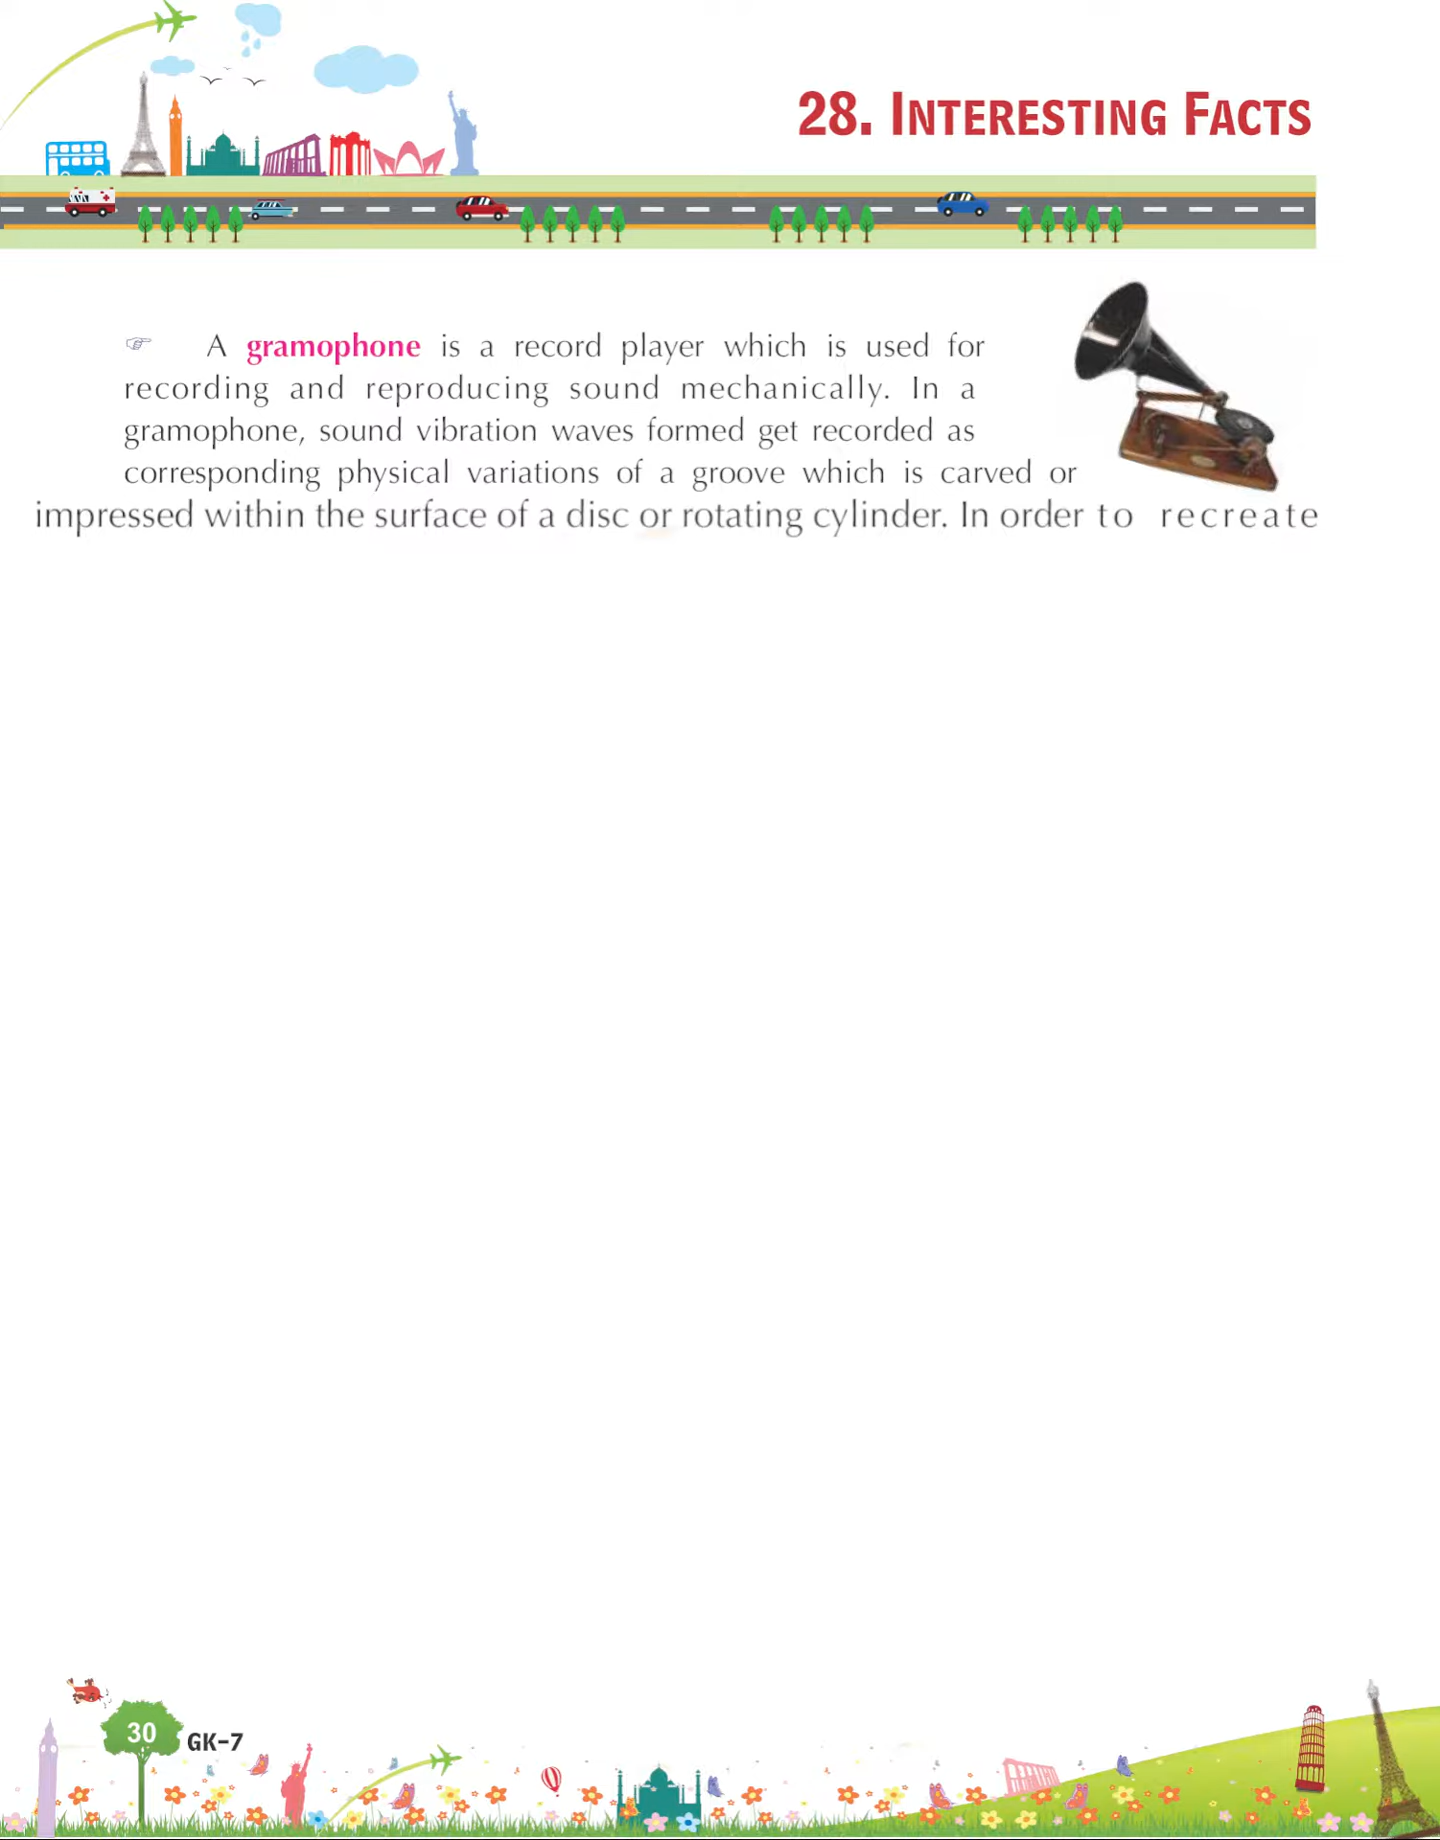 28. INTERESTING FACTS
☞ A gramophone is a record player which is used for
recording and reproducing sound mechanically. In a
gramophone, sound vibration waves formed get recorded as
corresponding physical variations of a groove which is carved or
impressed within the surface of a disc or rotating cylinder. In order to recreate
30 GK-7